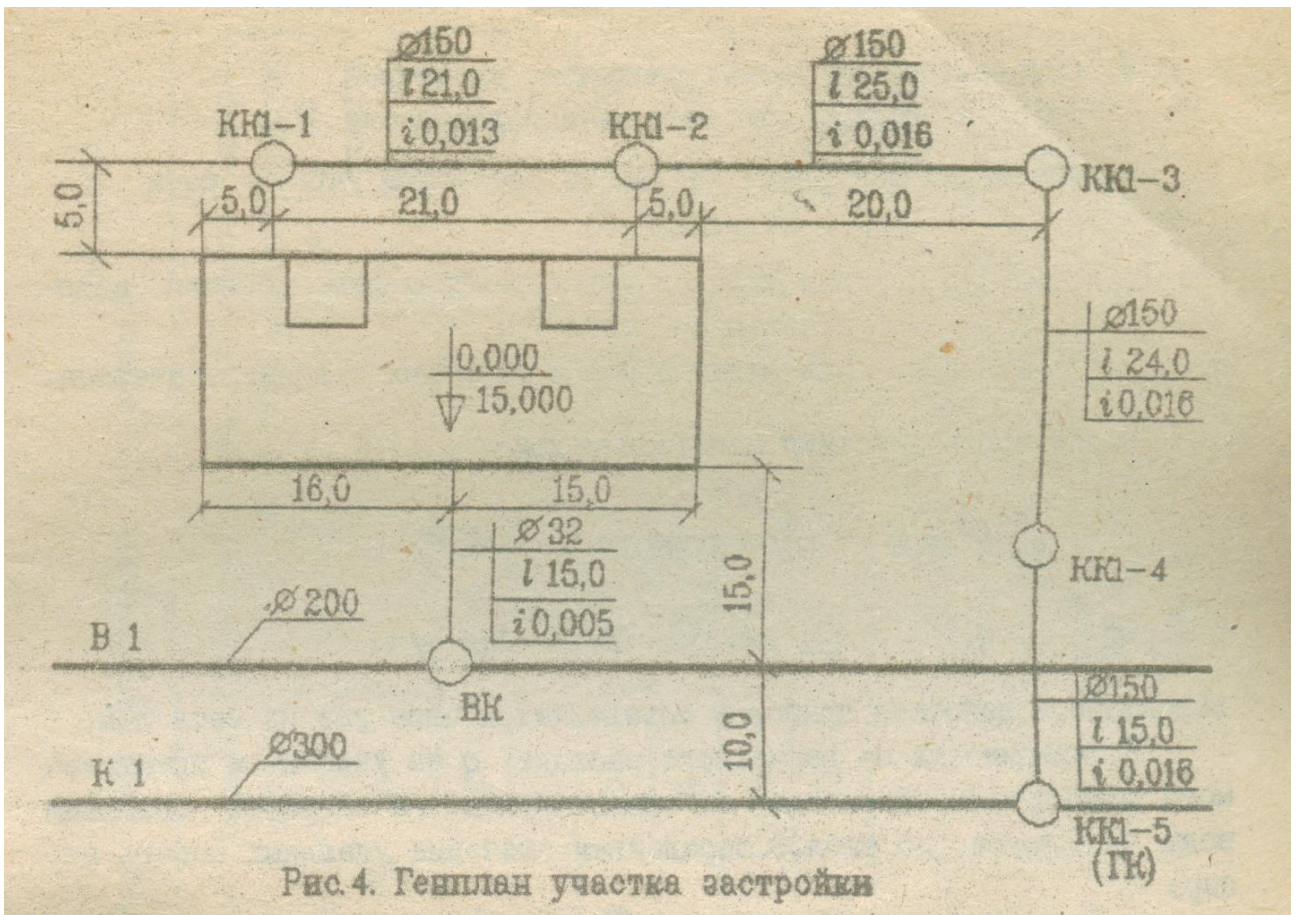 ⌀150
l 21,0
i 0,013
⌀150
l 25,0
i 0,016
КК1-1
КК1-2
КК1-3
5,0
5,0
21,0
5,0
20,0
0,000
15,000
⌀150
l 24,0
i 0,016
16,0
15,0
⌀32
l 15,0
i 0,005
15,0
КК1-4
⌀200
В 1
ВК
⌀150
l 15,0
i 0,016
⌀300
10,0
К 1
КК1-5
(ГК)
Рис.4. Генплан участка застройки